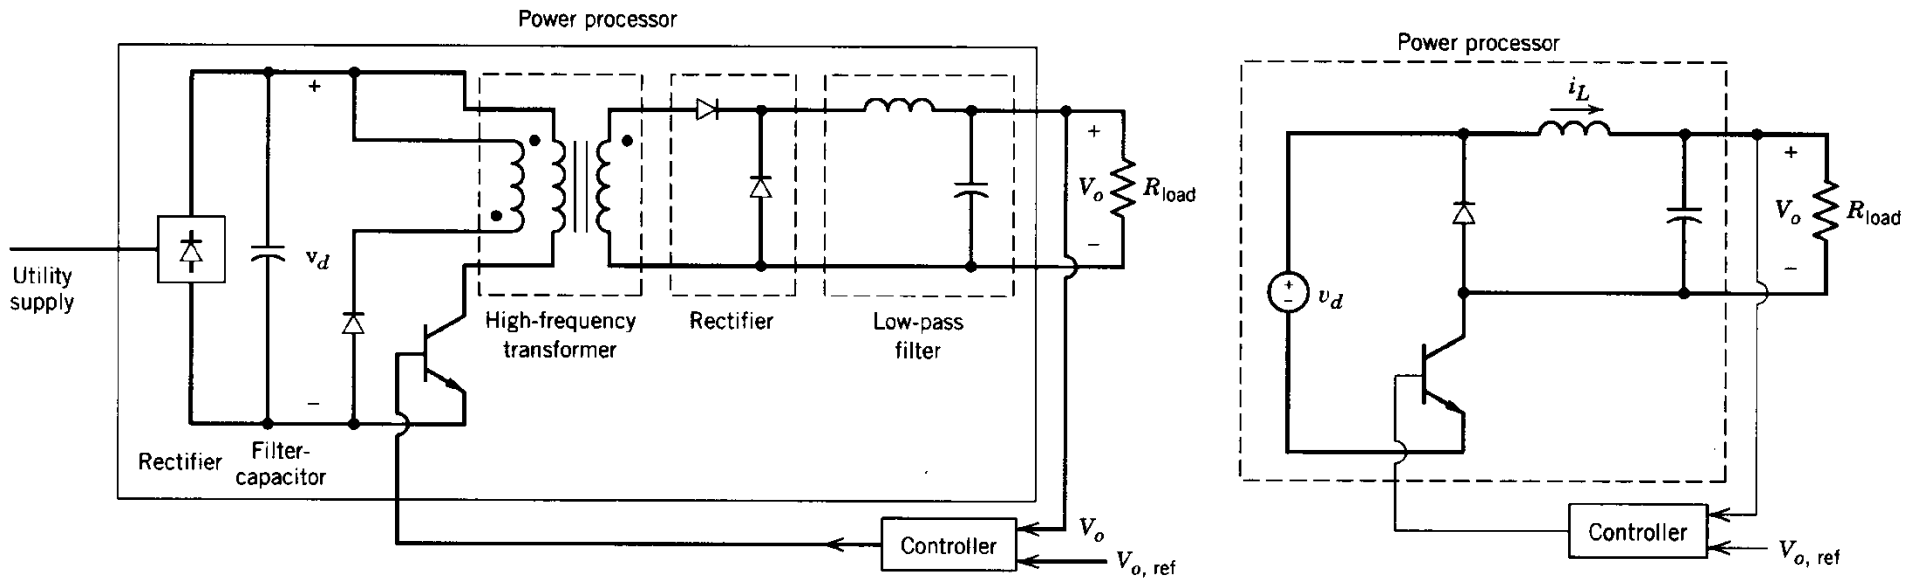 Power processor
+
v_d
−
Utility
supply
Rectifier
Filter-
capacitor
High-frequency
transformer
Rectifier
Low-pass
filter
+
V_o
−
R_load
Controller
V_o
V_o, ref
Power processor
i_L
+
−
v_d
+
V_o
−
R_load
Controller
V_o, ref